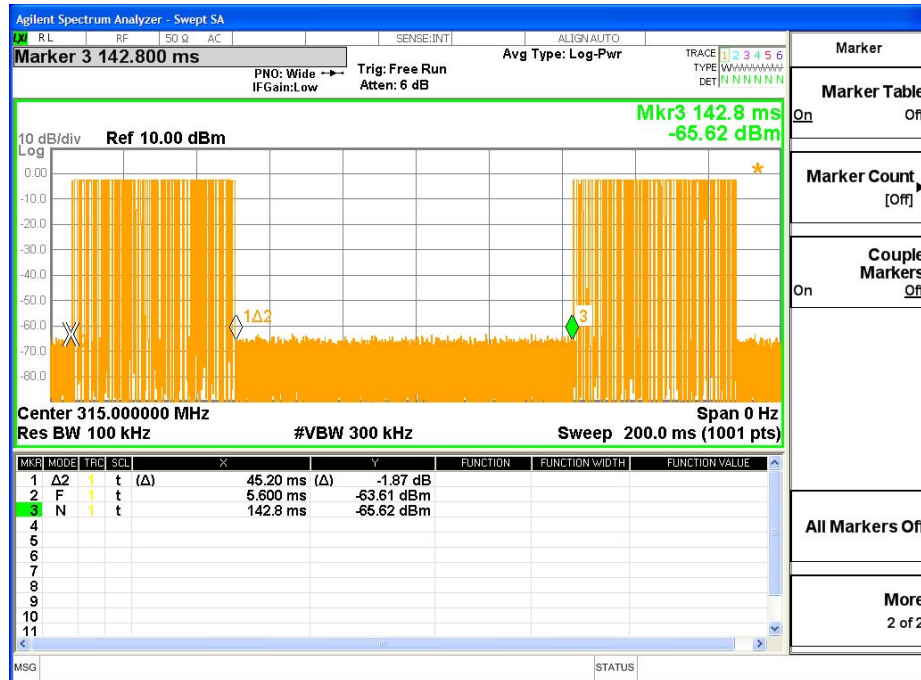 Agilent Spectrum Analyzer - Swept SA
LXI RL RF 50 Ω AC SENSE:INT ALIGNAUTO
Marker 3 142.800 ms
PNO: Wide Trig: Free Run Avg Type: Log-Pwr TRACE 1 2 3 4 5 6
IFGain:Low Atten: 6 dB TYPE WWWWWW
DET N N N N N N
Mkr3 142.8 ms
-65.62 dBm
10 dB/div Ref 10.00 dBm
Log
0.00
-10.0
-20.0
-30.0
-40.0
-50.0
-60.0
-70.0
-80.0
1Δ2
3
*
Center 315.000000 MHz Span 0 Hz
Res BW 100 kHz #VBW 300 kHz Sweep 200.0 ms (1001 pts)
MKR MODE TRC SCL X Y FUNCTION FUNCTION WIDTH FUNCTION VALUE
1 Δ2 1 t (Δ) 45.20 ms (Δ) -1.87 dB
2 F 1 t 5.600 ms -63.61 dBm
3 N 1 t 142.8 ms -65.62 dBm
4
5
6
7
8
9
10
11
MSG STATUS
Marker
Marker Table
On Off
Marker Count
[Off]
Couple
Markers
On Off
All Markers Off
More
2 of 2